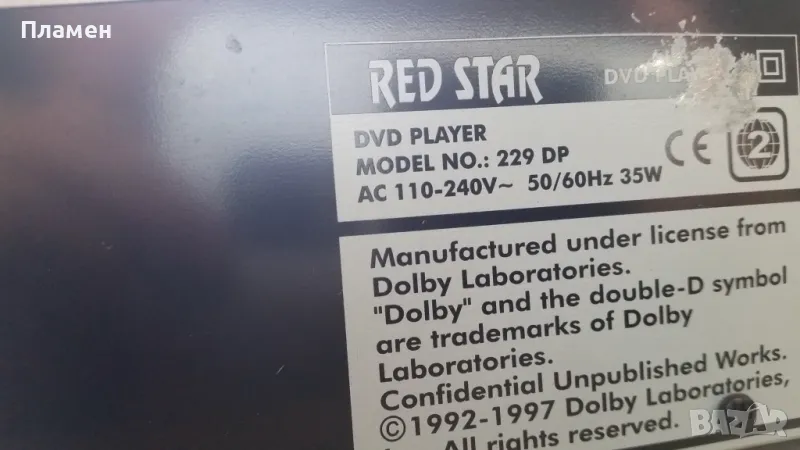 Пламен
RED STAR DVD
DVD PLAYER
MODEL NO.: 229 DP
AC 110-240V~ 50/60Hz 35W
CE
2
Manufactured under license from
Dolby Laboratories.
"Dolby" and the double-D symbol
are trademarks of Dolby
Laboratories.
Confidential Unpublished Works.
©1992-1997 Dolby Laboratories,
All rights reserved.
BAZAR